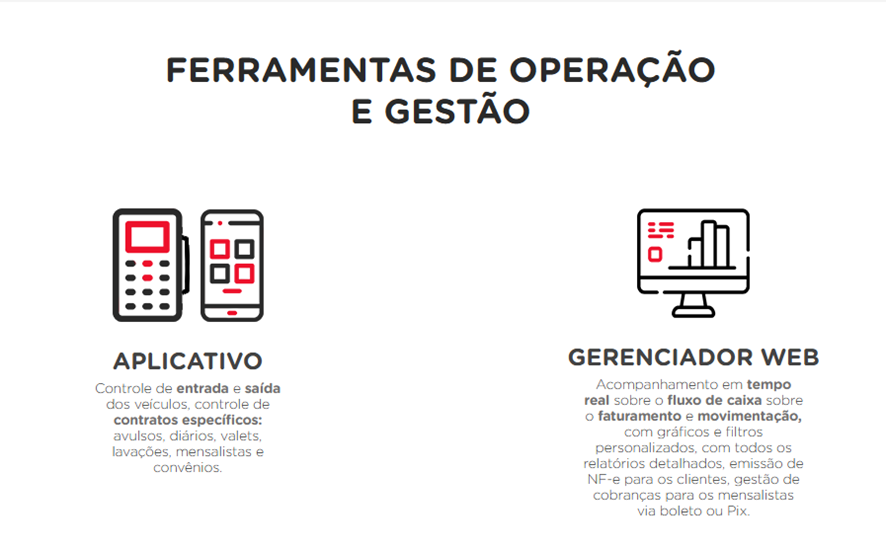 FERRAMENTAS DE OPERAÇÃO
E GESTÃO
APLICATIVO
Controle de entrada e saída
dos veículos, controle de
contratos específicos:
avulsos, diários, valets,
lavações, mensalistas e
convênios.
GERENCIADOR WEB
Acompanhamento em tempo
real sobre o fluxo de caixa sobre
o faturamento e movimentação,
com gráficos e filtros
personalizados, com todos os
relatórios detalhados, emissão de
NF-e para os clientes, gestão de
cobranças para os mensalistas
via boleto ou Pix.